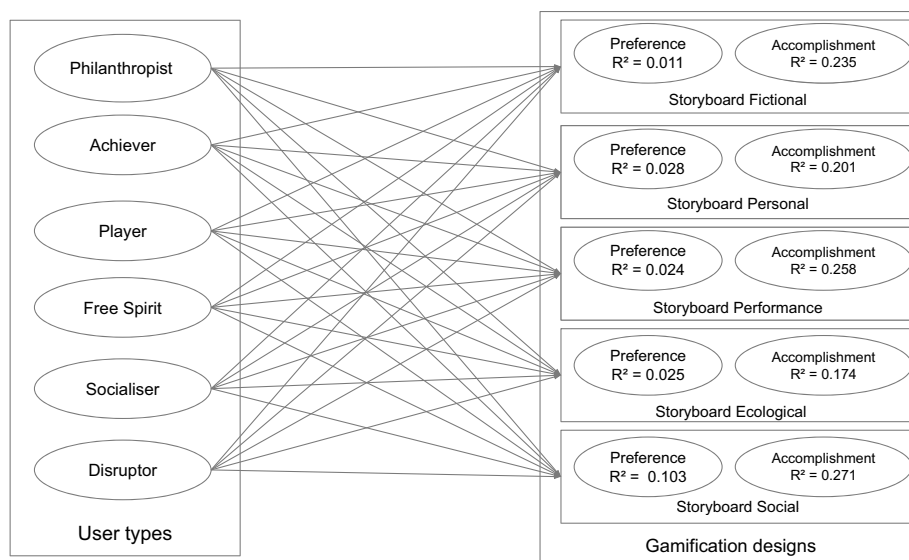 Philanthropist
Achiever
Player
Free Spirit
Socialiser
Disruptor
User types
Preference
R² = 0.011
Accomplishment
R² = 0.235
Storyboard Fictional
Preference
R² = 0.028
Accomplishment
R² = 0.201
Storyboard Personal
Preference
R² = 0.024
Accomplishment
R² = 0.258
Storyboard Performance
Preference
R² = 0.025
Accomplishment
R² = 0.174
Storyboard Ecological
Preference
R² =  0.103
Accomplishment
R² = 0.271
Storyboard Social
Gamification designs